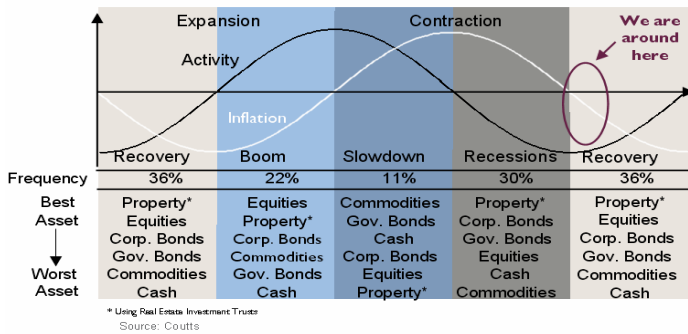 Expansion Contraction
We are
around
here
Activity
Inflation
Recovery Boom Slowdown Recessions Recovery
Frequency 36% 22% 11% 30% 36%
Best Property* Equities Commodities Property* Property*
Asset Equities Property* Gov. Bonds Corp. Bonds Equities
Corp. Bonds Corp. Bonds Cash Gov. Bonds Corp. Bonds
Gov. Bonds Commodities Corp. Bonds Equities Gov. Bonds
Worst Commodities Gov. Bonds Equities Cash Commodities
Asset Cash Cash Property* Commodities Cash
* Using Real Estate Investment Trusts
Source: Coutts